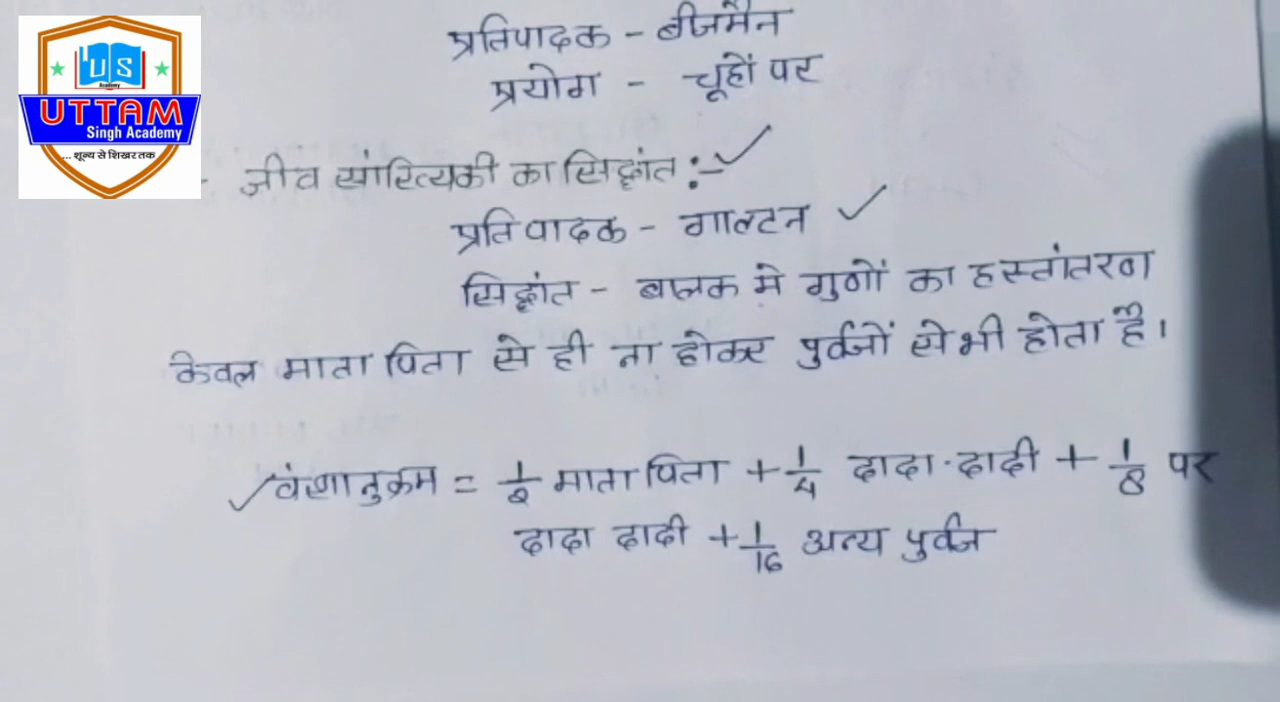 US
Academy
UTTAM
Singh Academy
...शून्य से शिखर तक
प्रतिपादक - बीजमैन
प्रयोग - चूहों पर
- जीव सांख्यिकी का सिद्धांत :-
प्रतिपादक - गाल्टन
सिद्धांत - बालक मे गुणों का हस्तांतरण
केवल माता पिता से ही ना होकर पुर्वजों से भी होता है।
वंशानुक्रम = 1/2 माता पिता + 1/4 दादा-दादी + 1/8 पर
दादा दादी + 1/16 अन्य पुर्वज